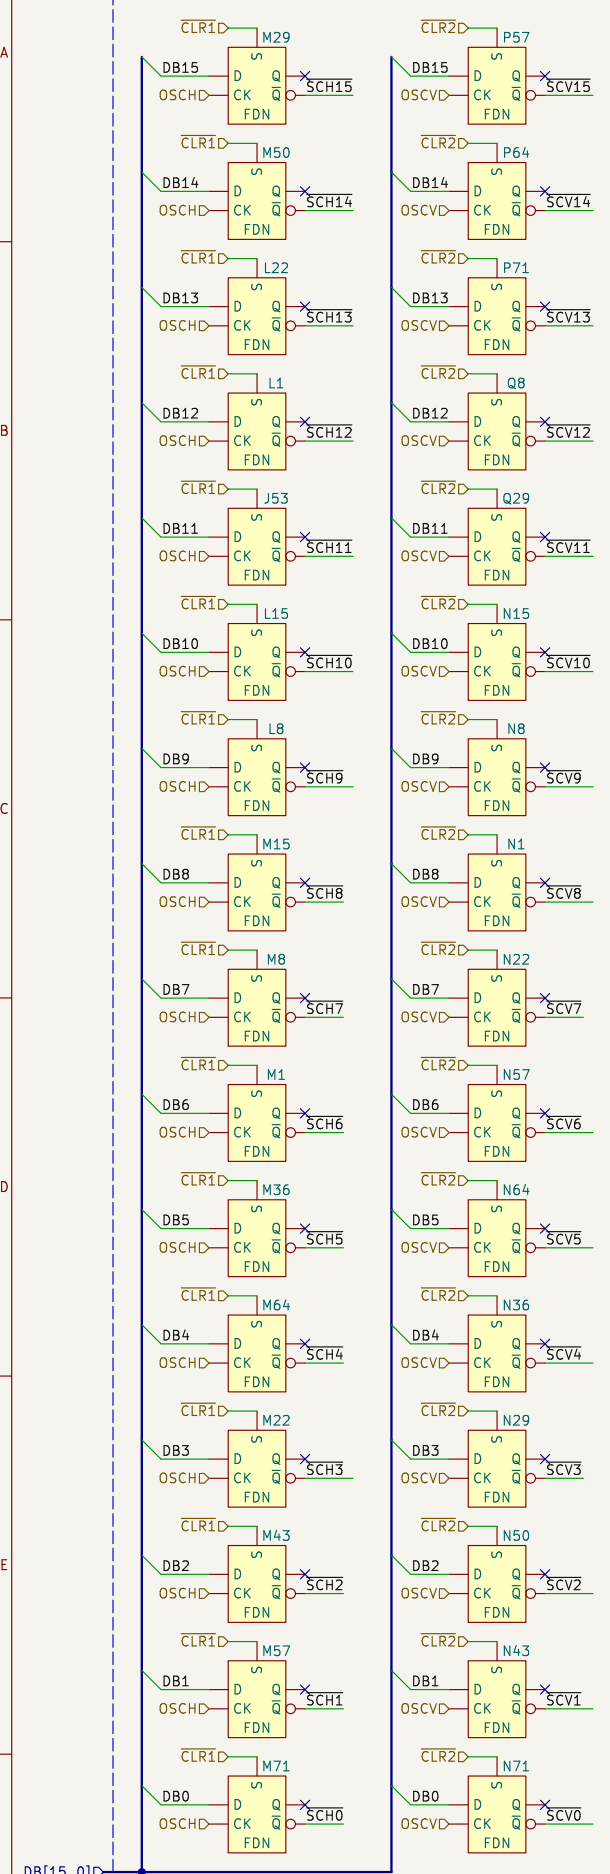 CLR1 M29 CLR2 P57
S S
A DB15 D Q SCH15 DB15 D Q SCV15
OSCH CK Q OSCV CK Q
FDN FDN
CLR1 M50 CLR2 P64
S S
DB14 D Q SCH14 DB14 D Q SCV14
OSCH CK Q OSCV CK Q
FDN FDN
CLR1 L22 CLR2 P71
S S
DB13 D Q SCH13 DB13 D Q SCV13
OSCH CK Q OSCV CK Q
FDN FDN
CLR1 L1 CLR2 Q8
S S
B DB12 D Q SCH12 DB12 D Q SCV12
OSCH CK Q OSCV CK Q
FDN FDN
CLR1 J53 CLR2 Q29
S S
DB11 D Q SCH11 DB11 D Q SCV11
OSCH CK Q OSCV CK Q
FDN FDN
CLR1 L15 CLR2 N15
S S
DB10 D Q SCH10 DB10 D Q SCV10
OSCH CK Q OSCV CK Q
FDN FDN
CLR1 L8 CLR2 N8
S S
DB9 D Q SCH9 DB9 D Q SCV9
OSCH CK Q OSCV CK Q
C FDN FDN
CLR1 M15 CLR2 N1
S S
DB8 D Q SCH8 DB8 D Q SCV8
OSCH CK Q OSCV CK Q
FDN FDN
CLR1 M8 CLR2 N22
S S
DB7 D Q SCH7 DB7 D Q SCV7
OSCH CK Q OSCV CK Q
FDN FDN
CLR1 M1 CLR2 N57
S S
DB6 D Q SCH6 DB6 D Q SCV6
OSCH CK Q OSCV CK Q
FDN FDN
D CLR1 M36 CLR2 N64
S S
DB5 D Q SCH5 DB5 D Q SCV5
OSCH CK Q OSCV CK Q
FDN FDN
CLR1 M64 CLR2 N36
S S
DB4 D Q SCH4 DB4 D Q SCV4
OSCH CK Q OSCV CK Q
FDN FDN
CLR1 M22 CLR2 N29
S S
DB3 D Q SCH3 DB3 D Q SCV3
OSCH CK Q OSCV CK Q
FDN FDN
CLR1 M43 CLR2 N50
S S
E DB2 D Q SCH2 DB2 D Q SCV2
OSCH CK Q OSCV CK Q
FDN FDN
CLR1 M57 CLR2 N43
S S
DB1 D Q SCH1 DB1 D Q SCV1
OSCH CK Q OSCV CK Q
FDN FDN
CLR1 M71 CLR2 N71
S S
DB0 D Q SCH0 DB0 D Q SCV0
OSCH CK Q OSCV CK Q
FDN FDN
DB[15 0]